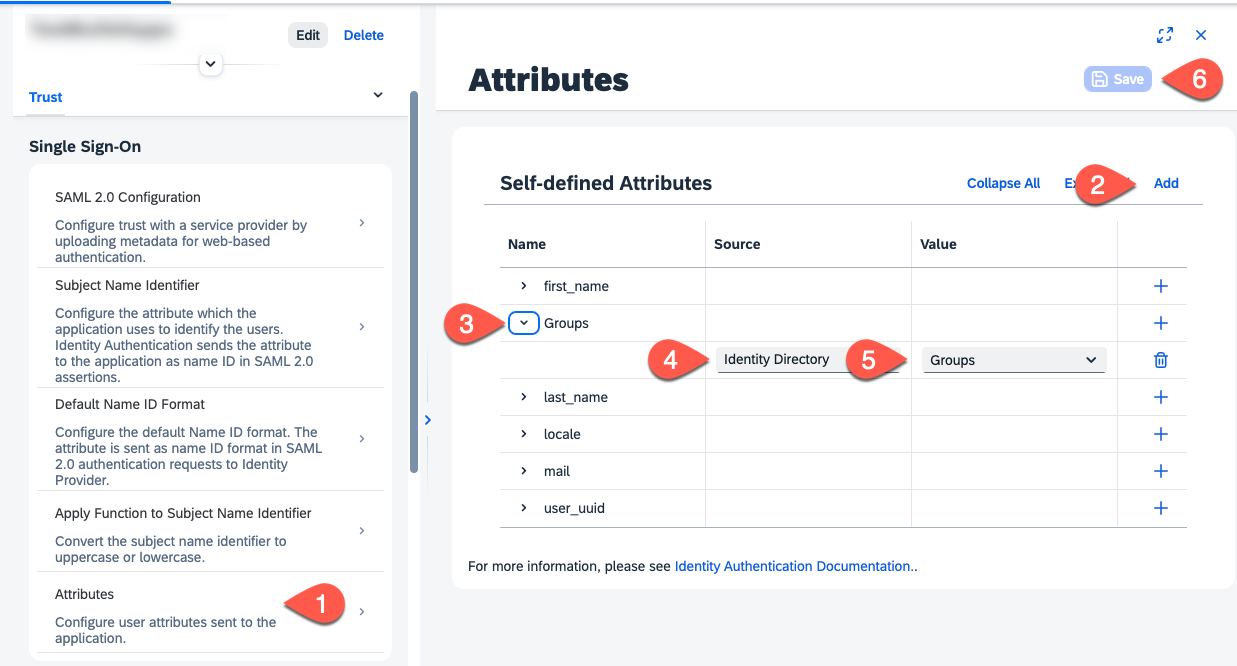 Edit
Delete
Trust
Single Sign-On
SAML 2.0 Configuration
Configure trust with a service provider by
uploading metadata for web-based
authentication.
Subject Name Identifier
Configure the attribute which the
application uses to identify the users.
Identity Authentication sends the attribute
to the application as name ID in SAML 2.0
assertions.
Default Name ID Format
Configure the default Name ID format. The
attribute is sent as name ID format in SAML
2.0 authentication requests to Identity
Provider.
Apply Function to Subject Name Identifier
Convert the subject name identifier to
uppercase or lowercase.
Attributes
1
Configure user attributes sent to the
application.
Attributes
Save
6
Self-defined Attributes
Collapse All
2
Add
Name Source Value
first_name
3
Groups
4
Identity Directory
5
Groups
last_name
locale
mail
user_uuid
For more information, please see Identity Authentication Documentation..